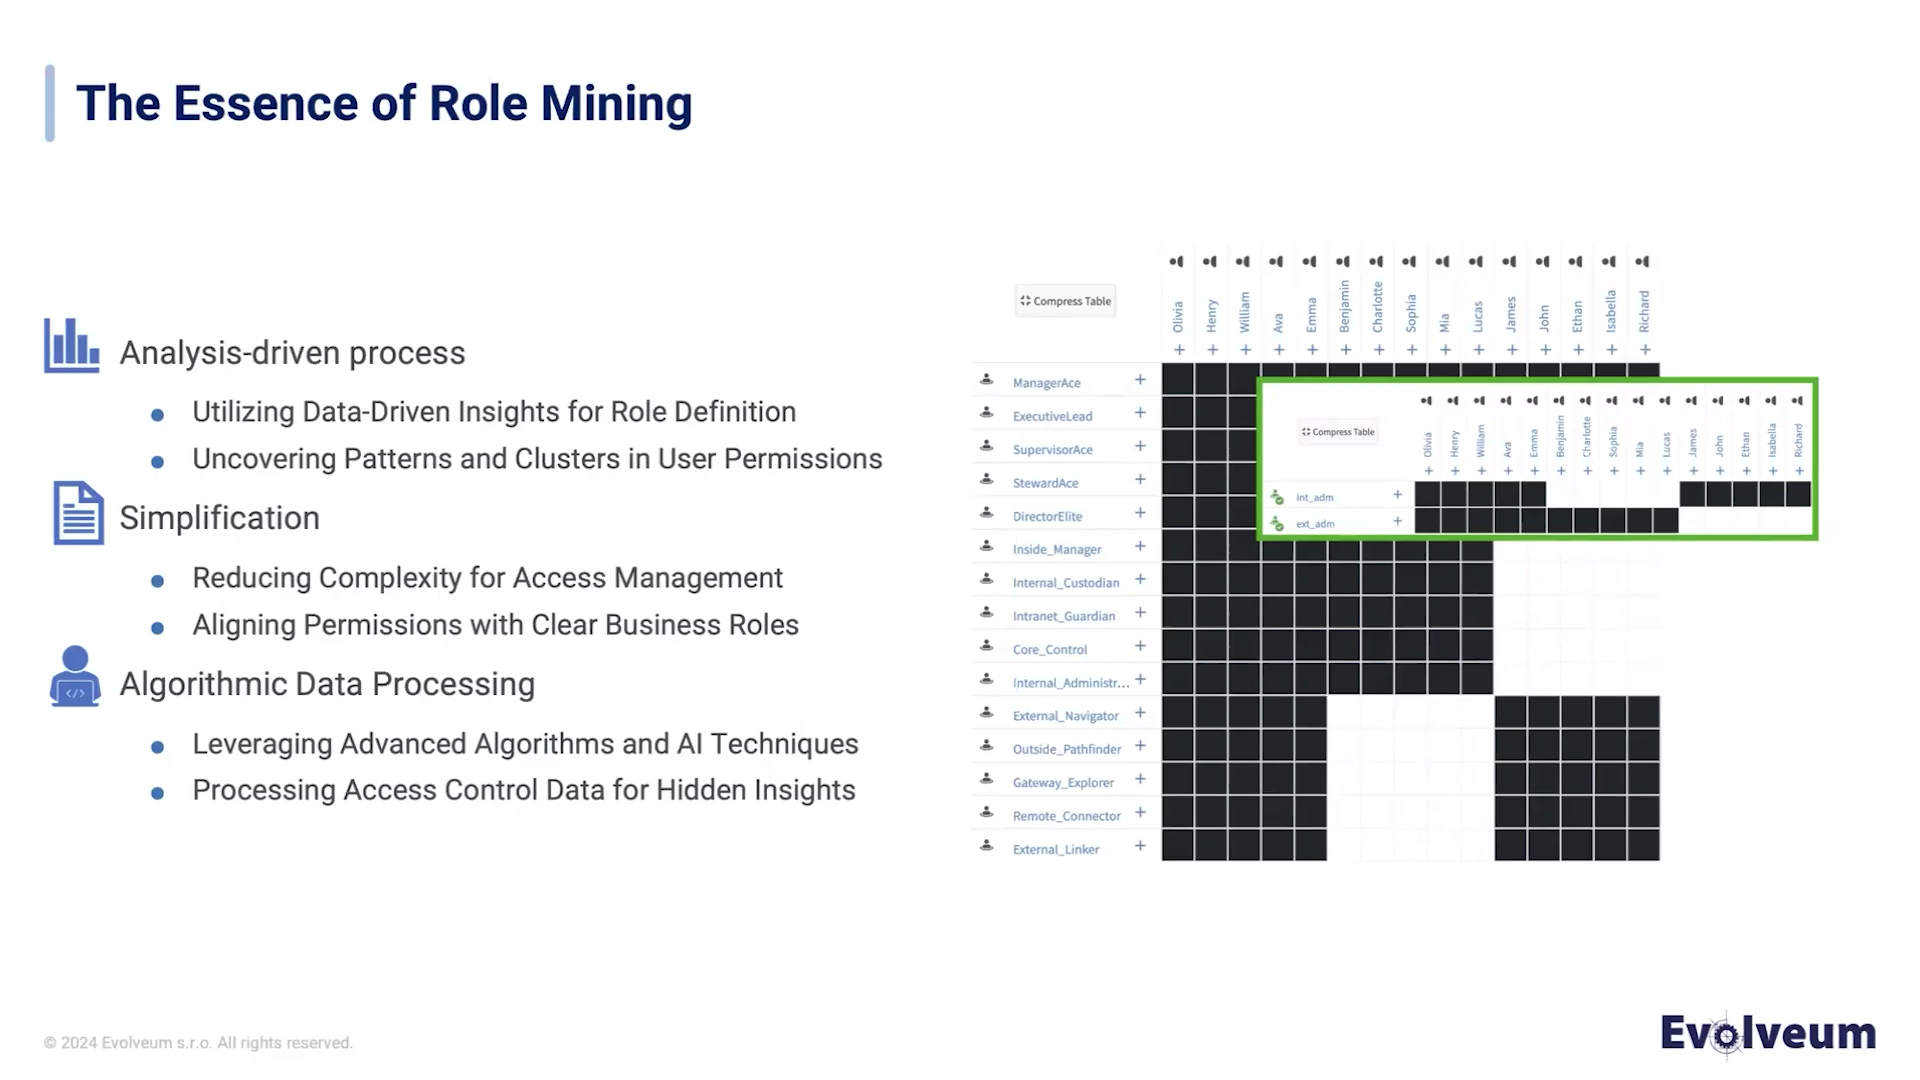 The Essence of Role Mining
Analysis-driven process
Utilizing Data-Driven Insights for Role Definition
Uncovering Patterns and Clusters in User Permissions
Simplification
Reducing Complexity for Access Management
Aligning Permissions with Clear Business Roles
Algorithmic Data Processing
Leveraging Advanced Algorithms and AI Techniques
Processing Access Control Data for Hidden Insights
Compress Table
Olivia
Henry
William
Ava
Emma
Benjamin
Charlotte
Sophia
Mia
Lucas
James
John
Ethan
Isabella
Richard
ManagerAce
ExecutiveLead
SupervisorAce
StewardAce
DirectorElite
Inside_Manager
Internal_Custodian
Intranet_Guardian
Core_Control
Internal_Administr...
External_Navigator
Outside_Pathfinder
Gateway_Explorer
Remote_Connector
External_Linker
Compress Table
Olivia
Henry
William
Ava
Emma
Benjamin
Charlotte
Sophia
Mia
Lucas
James
John
Ethan
Isabella
Richard
int_adm
ext_adm
© 2024 Evolveum s.r.o. All rights reserved.
Evolveum